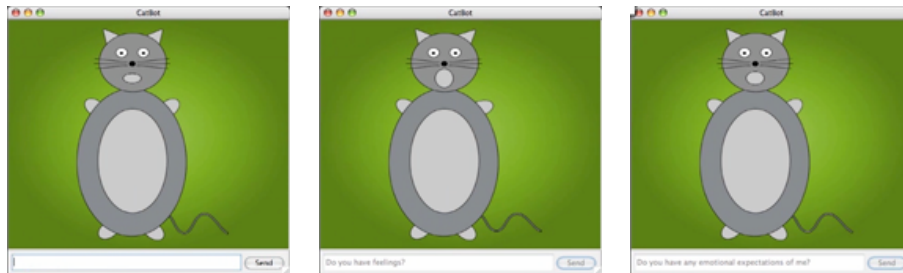 CatBot
CatBot
CatBot
Send
Do you have feelings?
Send
Do you have any emotional expectations of me?
Send